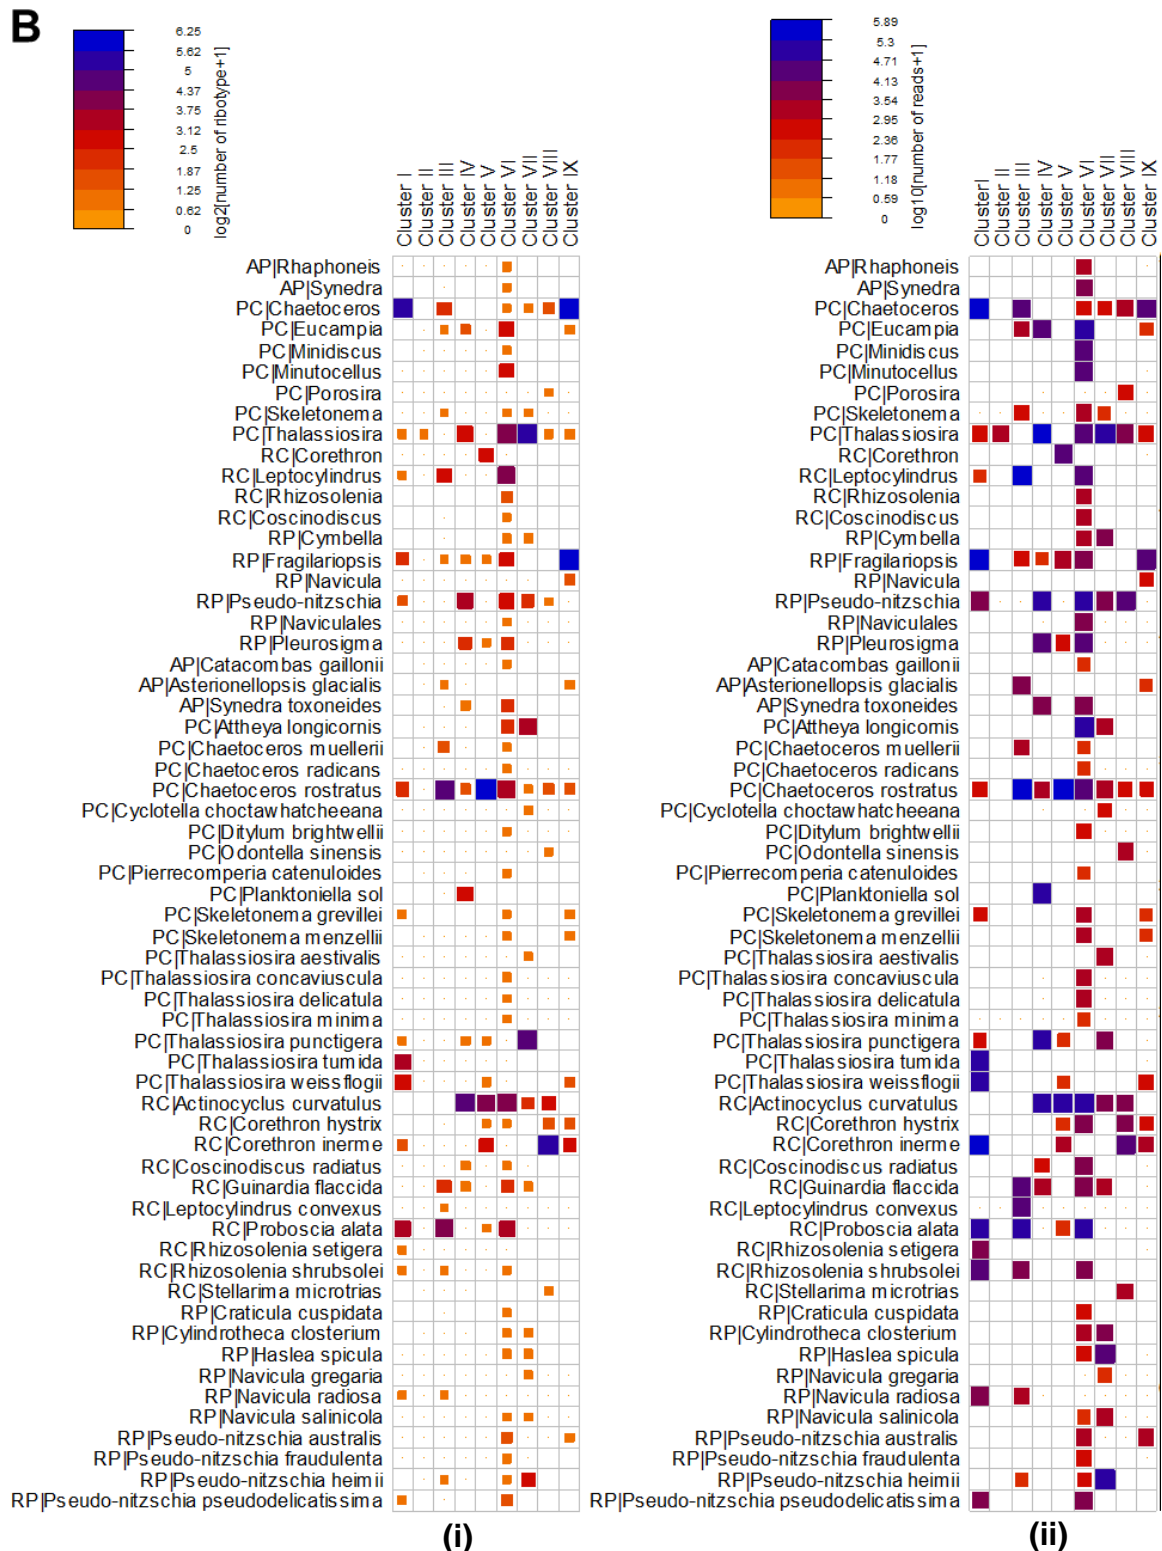 B
6.25
5.62
5
4.37
3.75
3.12
2.5
1.87
1.25
0.62
0
log2[number of ribotype+1]
5.89
5.3
4.71
4.13
3.54
2.95
2.36
1.77
1.18
0.59
0
log10[number of reads+1]
Cluster I
Cluster II
Cluster III
Cluster IV
Cluster V
Cluster VI
Cluster VII
Cluster VIII
Cluster IX
ClusterI
Cluster II
Cluster III
Cluster IV
Cluster V
Cluster VI
Cluster VII
Cluster VIII
Cluster IX
AP|Rhaphoneis
AP|Synedra
PC|Chaetoceros
PC|Eucampia
PC|Minidiscus
PC|Minutocellus
PC|Porosira
PC|Skeletonema
PC|Thalassiosira
RC|Corethron
RC|Leptocylindrus
RC|Rhizosolenia
RC|Coscinodiscus
RP|Cymbella
RP|Fragilariopsis
RP|Navicula
RP|Pseudo-nitzschia
RP|Naviculales
RP|Pleurosigma
AP|Catacombas gaillonii
AP|Asterionellopsis glacialis
AP|Synedra toxoneides
PC|Attheya longicornis
PC|Chaetoceros muellerii
PC|Chaetoceros radicans
PC|Chaetoceros rostratus
PC|Cyclotella choctawhatcheeana
PC|Ditylum brightwellii
PC|Odontella sinensis
PC|Pierrecomperia catenuloides
PC|Planktoniella sol
PC|Skeletonema grevillei
PC|Skeletonema menzellii
PC|Thalassiosira aestivalis
PC|Thalassiosira concaviuscula
PC|Thalassiosira delicatula
PC|Thalassiosira minima
PC|Thalassiosira punctigera
PC|Thalassiosira tumida
PC|Thalassiosira weissflogii
RC|Actinocyclus curvatulus
RC|Corethron hystrix
RC|Corethron inerme
RC|Coscinodiscus radiatus
RC|Guinardia flaccida
RC|Leptocylindrus convexus
RC|Proboscia alata
RC|Rhizosolenia setigera
RC|Rhizosolenia shrubsolei
RC|Stellarima microtrias
RP|Craticula cuspidata
RP|Cylindrotheca closterium
RP|Haslea spicula
RP|Navicula gregaria
RP|Navicula radiosa
RP|Navicula salinicola
RP|Pseudo-nitzschia australis
RP|Pseudo-nitzschia fraudulenta
RP|Pseudo-nitzschia heimii
RP|Pseudo-nitzschia pseudodelicatissima
(i)
AP|Rhaphoneis
AP|Synedra
PC|Chaetoceros
PC|Eucampia
PC|Minidiscus
PC|Minutocellus
PC|Porosira
PC|Skeletonema
PC|Thalassiosira
RC|Corethron
RC|Leptocylindrus
RC|Rhizosolenia
RC|Coscinodiscus
RP|Cymbella
RP|Fragilariopsis
RP|Navicula
RP|Pseudo-nitzschia
RP|Naviculales
RP|Pleurosigma
AP|Catacombas gaillonii
AP|Asterionellopsis glacialis
AP|Synedra toxoneides
PC|Attheya longicornis
PC|Chaetoceros muellerii
PC|Chaetoceros radicans
PC|Chaetoceros rostratus
PC|Cyclotella choctawhatcheeana
PC|Ditylum brightwellii
PC|Odontella sinensis
PC|Pierrecomperia catenuloides
PC|Planktoniella sol
PC|Skeletonema grevillei
PC|Skeletonema menzellii
PC|Thalassiosira aestivalis
PC|Thalassiosira concaviuscula
PC|Thalassiosira delicatula
PC|Thalassiosira minima
PC|Thalassiosira punctigera
PC|Thalassiosira tumida
PC|Thalassiosira weissflogii
RC|Actinocyclus curvatulus
RC|Corethron hystrix
RC|Corethron inerme
RC|Coscinodiscus radiatus
RC|Guinardia flaccida
RC|Leptocylindrus convexus
RC|Proboscia alata
RC|Rhizosolenia setigera
RC|Rhizosolenia shrubsolei
RC|Stellarima microtrias
RP|Craticula cuspidata
RP|Cylindrotheca closterium
RP|Haslea spicula
RP|Navicula gregaria
RP|Navicula radiosa
RP|Navicula salinicola
RP|Pseudo-nitzschia australis
RP|Pseudo-nitzschia fraudulenta
RP|Pseudo-nitzschia heimii
RP|Pseudo-nitzschia pseudodelicatissima
(ii)